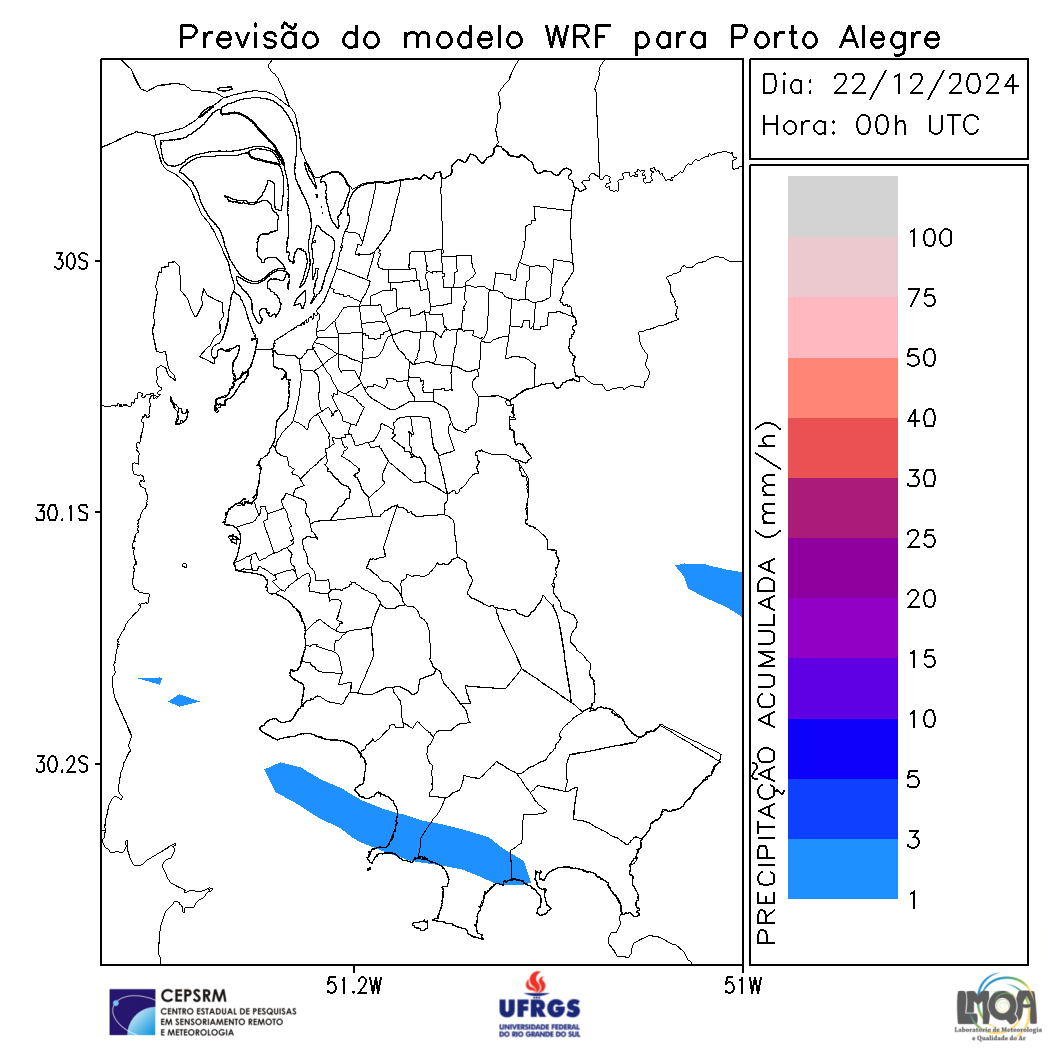 Previsão do modelo WRF para Porto Alegre
Dia: 22/12/2024
Hora: 00h UTC
30S
30.1S
30.2S
51.2W
51W
PRECIPITAÇÃO ACUMULADA (mm/h)
100
75
50
40
30
25
20
15
10
5
3
1
CEPSRM
CENTRO ESTADUAL DE PESQUISAS
EM SENSORIAMENTO REMOTO
E METEOROLOGIA
UFRGS
UNIVERSIDADE FEDERAL
DO RIO GRANDE DO SUL
LMQA
Laboratório de Meteorologia
e Qualidade do Ar